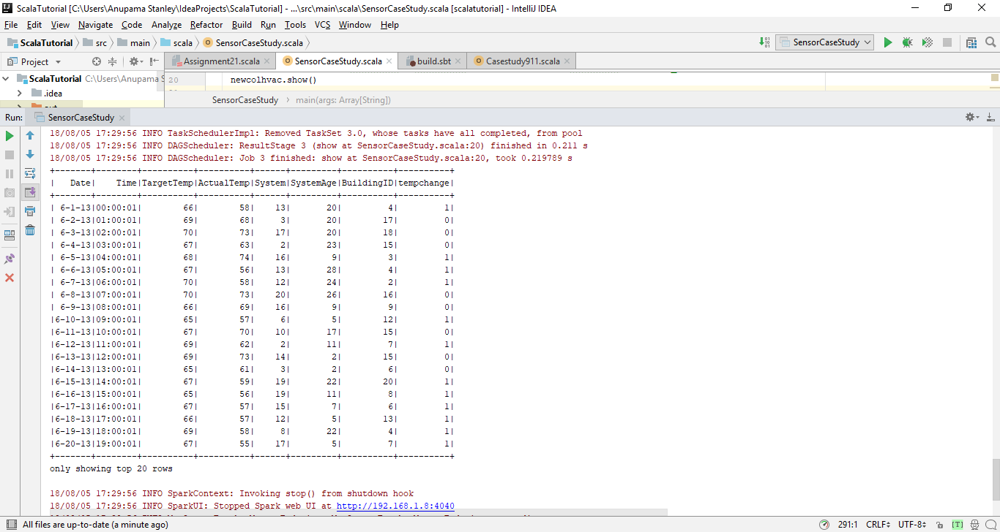 ScalaTutorial [C:\Users\Anupama Stanley\IdeaProjects\ScalaTutorial] - ...\src\main\scala\SensorCaseStudy.scala [scalatutorial] - IntelliJ IDEA
File Edit View Navigate Code Analyze Refactor Build Run Tools VCS Window Help
ScalaTutorial src main scala SensorCaseStudy.scala SensorCaseStudy
Project Assignment21.scala SensorCaseStudy.scala build.sbt Casestudy911.scala
ScalaTutorial C:\Users\Anupama S 20 newcolhvac.show()
.idea
SensorCaseStudy main(args: Array[String])
Run: SensorCaseStudy
18/08/05 17:29:56 INFO TaskSchedulerImpl: Removed TaskSet 3.0, whose tasks have all completed, from pool
18/08/05 17:29:56 INFO DAGScheduler: ResultStage 3 (show at SensorCaseStudy.scala:20) finished in 0.211 s
18/08/05 17:29:56 INFO DAGScheduler: Job 3 finished: show at SensorCaseStudy.scala:20, took 0.219789 s
+-------+--------+----------+----------+------+---------+----------+----------+
|   Date|    Time|TargetTemp|ActualTemp|System|SystemAge|BuildingID|tempchange|
+-------+--------+----------+----------+------+---------+----------+----------+
| 6-1-13|00:00:01|        66|        58|    13|       20|         4|         1|
| 6-2-13|01:00:01|        69|        68|     3|       20|        17|         0|
| 6-3-13|02:00:01|        70|        73|    17|       20|        18|         0|
| 6-4-13|03:00:01|        67|        63|     2|       23|        15|         0|
| 6-5-13|04:00:01|        68|        74|    16|        9|         3|         1|
| 6-6-13|05:00:01|        67|        56|    13|       28|         4|         1|
| 6-7-13|06:00:01|        70|        58|    12|       24|         2|         1|
| 6-8-13|07:00:01|        70|        73|    20|       26|        16|         0|
| 6-9-13|08:00:01|        66|        69|    16|        9|         9|         0|
|6-10-13|09:00:01|        65|        57|     6|        5|        12|         1|
|6-11-13|10:00:01|        67|        70|    10|       17|        15|         0|
|6-12-13|11:00:01|        69|        62|     2|       11|         7|         1|
|6-13-13|12:00:01|        69|        73|    14|        2|        15|         0|
|6-14-13|13:00:01|        65|        61|     3|        2|         6|         0|
|6-15-13|14:00:01|        67|        59|    19|       22|        20|         1|
|6-16-13|15:00:01|        65|        56|    19|       11|         8|         1|
|6-17-13|16:00:01|        67|        57|    15|        7|         6|         1|
|6-18-13|17:00:01|        66|        57|    12|        5|        13|         1|
|6-19-13|18:00:01|        69|        58|     8|       22|         4|         1|
|6-20-13|19:00:01|        67|        55|    17|        5|         7|         1|
+-------+--------+----------+----------+------+---------+----------+----------+
only showing top 20 rows
18/08/05 17:29:56 INFO SparkContext: Invoking stop() from shutdown hook
18/08/05 17:29:56 INFO SparkUI: Stopped Spark web UI at http://192.168.1.8:4040
All files are up-to-date (a minute ago) 291:1 CRLF UTF-8 [T]